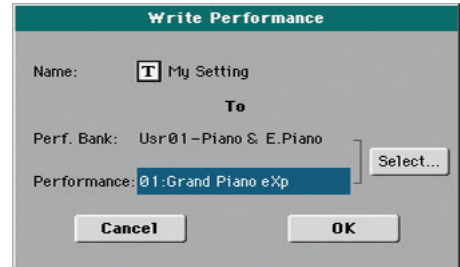 Write Performance
Name: T My Setting
To
Perf. Bank: Usr01-Piano & E.Piano
Select...
Performance: 01:Grand Piano eXp
Cancel OK